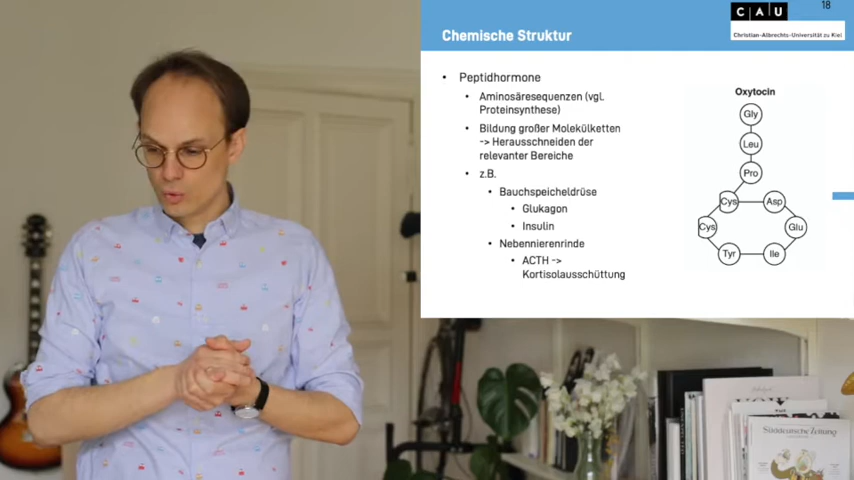 18
CAU
Christian-Albrechts-Universität zu Kiel
Chemische Struktur
• Peptidhormone
• Aminosäresequenzen (vgl.
Proteinsynthese)
• Bildung großer Molekülketten
-> Herausschneiden der
relevanter Bereiche
• z.B.
• Bauchspeicheldrüse
• Glukagon
• Insulin
• Nebennierenrinde
• ACTH ->
Kortisolausschüttung
Oxytocin
Gly
Leu
Pro
Cys
Asp
Cys
Glu
Tyr
Ile
Süddeutsche Zeitung